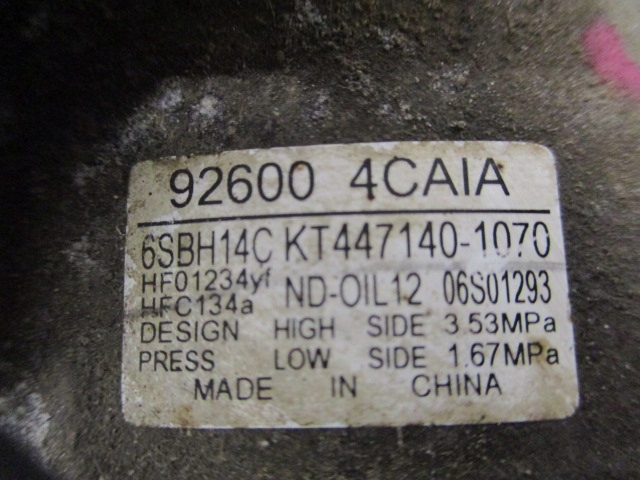 92600 4CAIA
6SBH14C KT447140-1070
HF01234yf ND-OIL12 06S01293
HFC134a
DESIGN HIGH SIDE 3.53MPa
PRESS LOW SIDE 1.67MPa
MADE IN CHINA